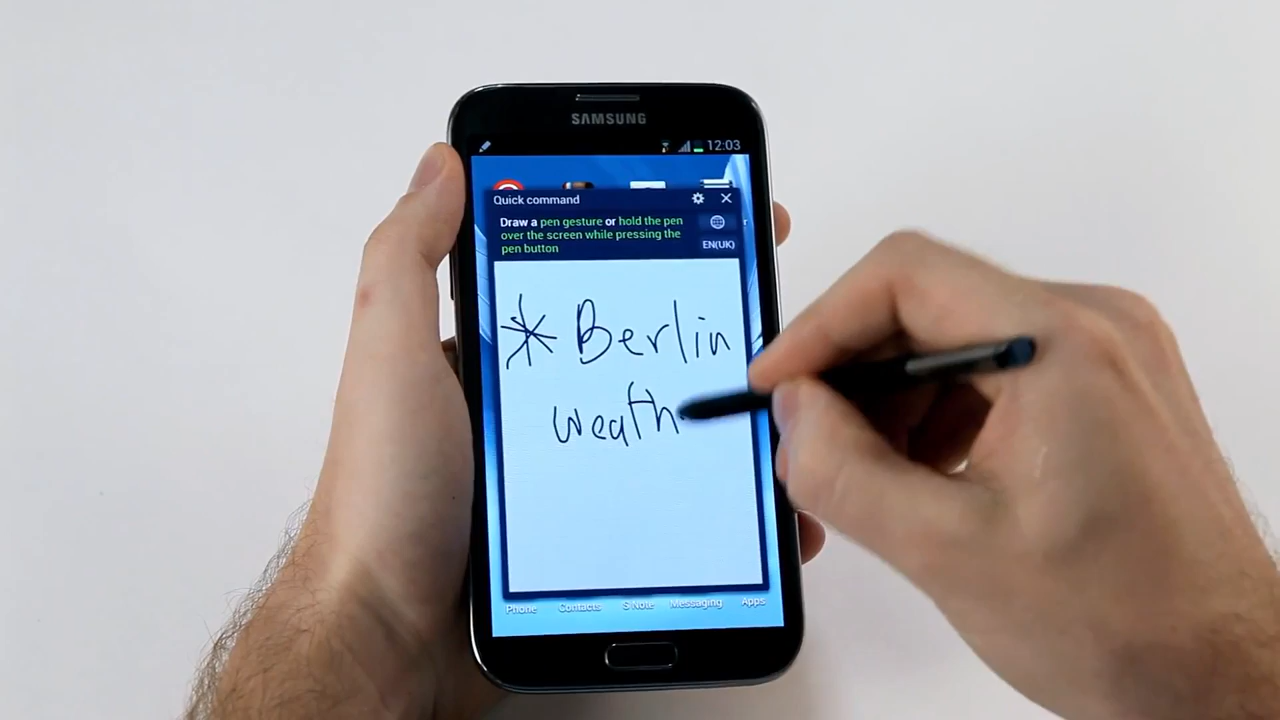 SAMSUNG
12:03
Quick command
Draw a pen gesture or hold the pen
over the screen while pressing the
pen button
EN(UK)
* Berlin
weath
Phone Contacts S Note Messaging Apps